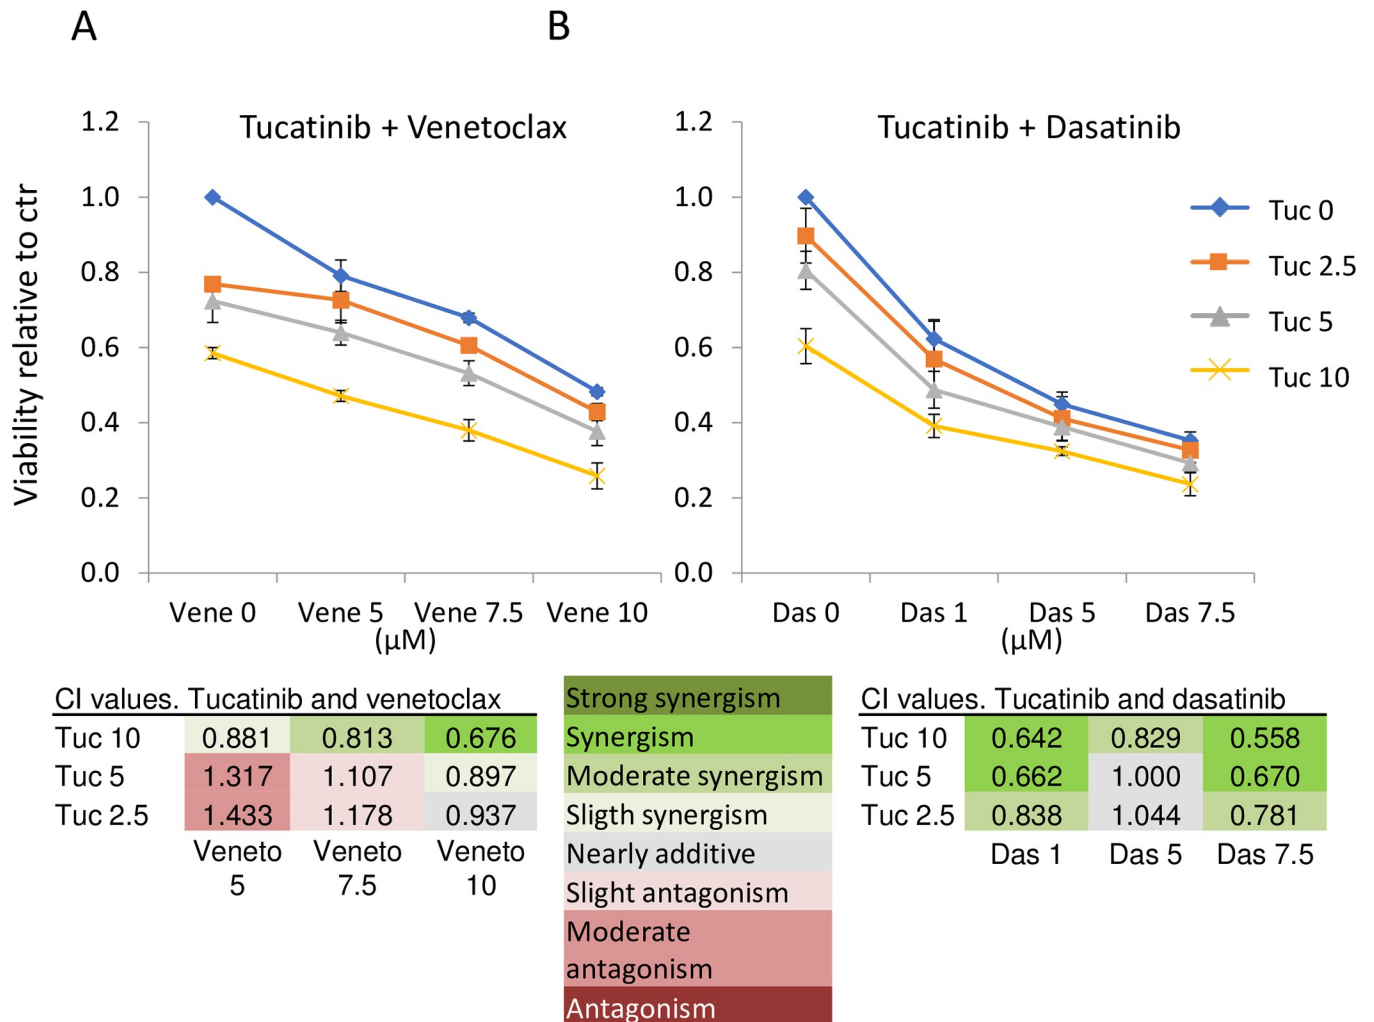 A
B
Tucatinib + Venetoclax
Tucatinib + Dasatinib
Viability relative to ctr
1.2
1.0
0.8
0.6
0.4
0.2
0.0
Vene 0 Vene 5 Vene 7.5 Vene 10
(μM)
1.2
1.0
0.8
0.6
0.4
0.2
0.0
Das 0 Das 1 Das 5 Das 7.5
(μM)
Tuc 0
Tuc 2.5
Tuc 5
Tuc 10
CI values. Tucatinib and venetoclax
Tuc 10 0.881 0.813 0.676
Tuc 5 1.317 1.107 0.897
Tuc 2.5 1.433 1.178 0.937
Veneto Veneto Veneto
5 7.5 10
Strong synergism
Synergism
Moderate synergism
Sligth synergism
Nearly additive
Slight antagonism
Moderate
antagonism
Antagonism
CI values. Tucatinib and dasatinib
Tuc 10 0.642 0.829 0.558
Tuc 5 0.662 1.000 0.670
Tuc 2.5 0.838 1.044 0.781
Das 1 Das 5 Das 7.5